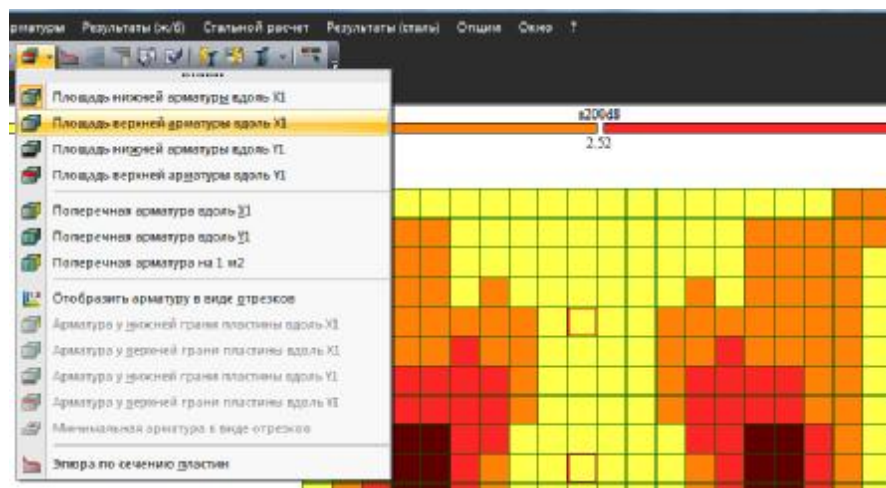 Результаты (ж/б) Стальной расчет Результаты (сталь) Опции Окно ?
Площадь нижней арматуры вдоль X1
Площадь верхней арматуры вдоль X1
Площадь нижней арматуры вдоль Y1
Площадь верхней арматуры вдоль Y1
Поперечная арматура вдоль X1
Поперечная арматура вдоль Y1
Поперечная арматура на 1 м2
Отобразить арматуру в виде отрезков
Арматура у нижней грани пластины вдоль X1
Арматура у верхней грани пластины вдоль X1
Арматура у нижней грани пластины вдоль Y1
Арматура у верхней грани пластины вдоль Y1
Минимальная арматура в виде отрезков
Эпюра по сечению пластин
s200d8
2.52